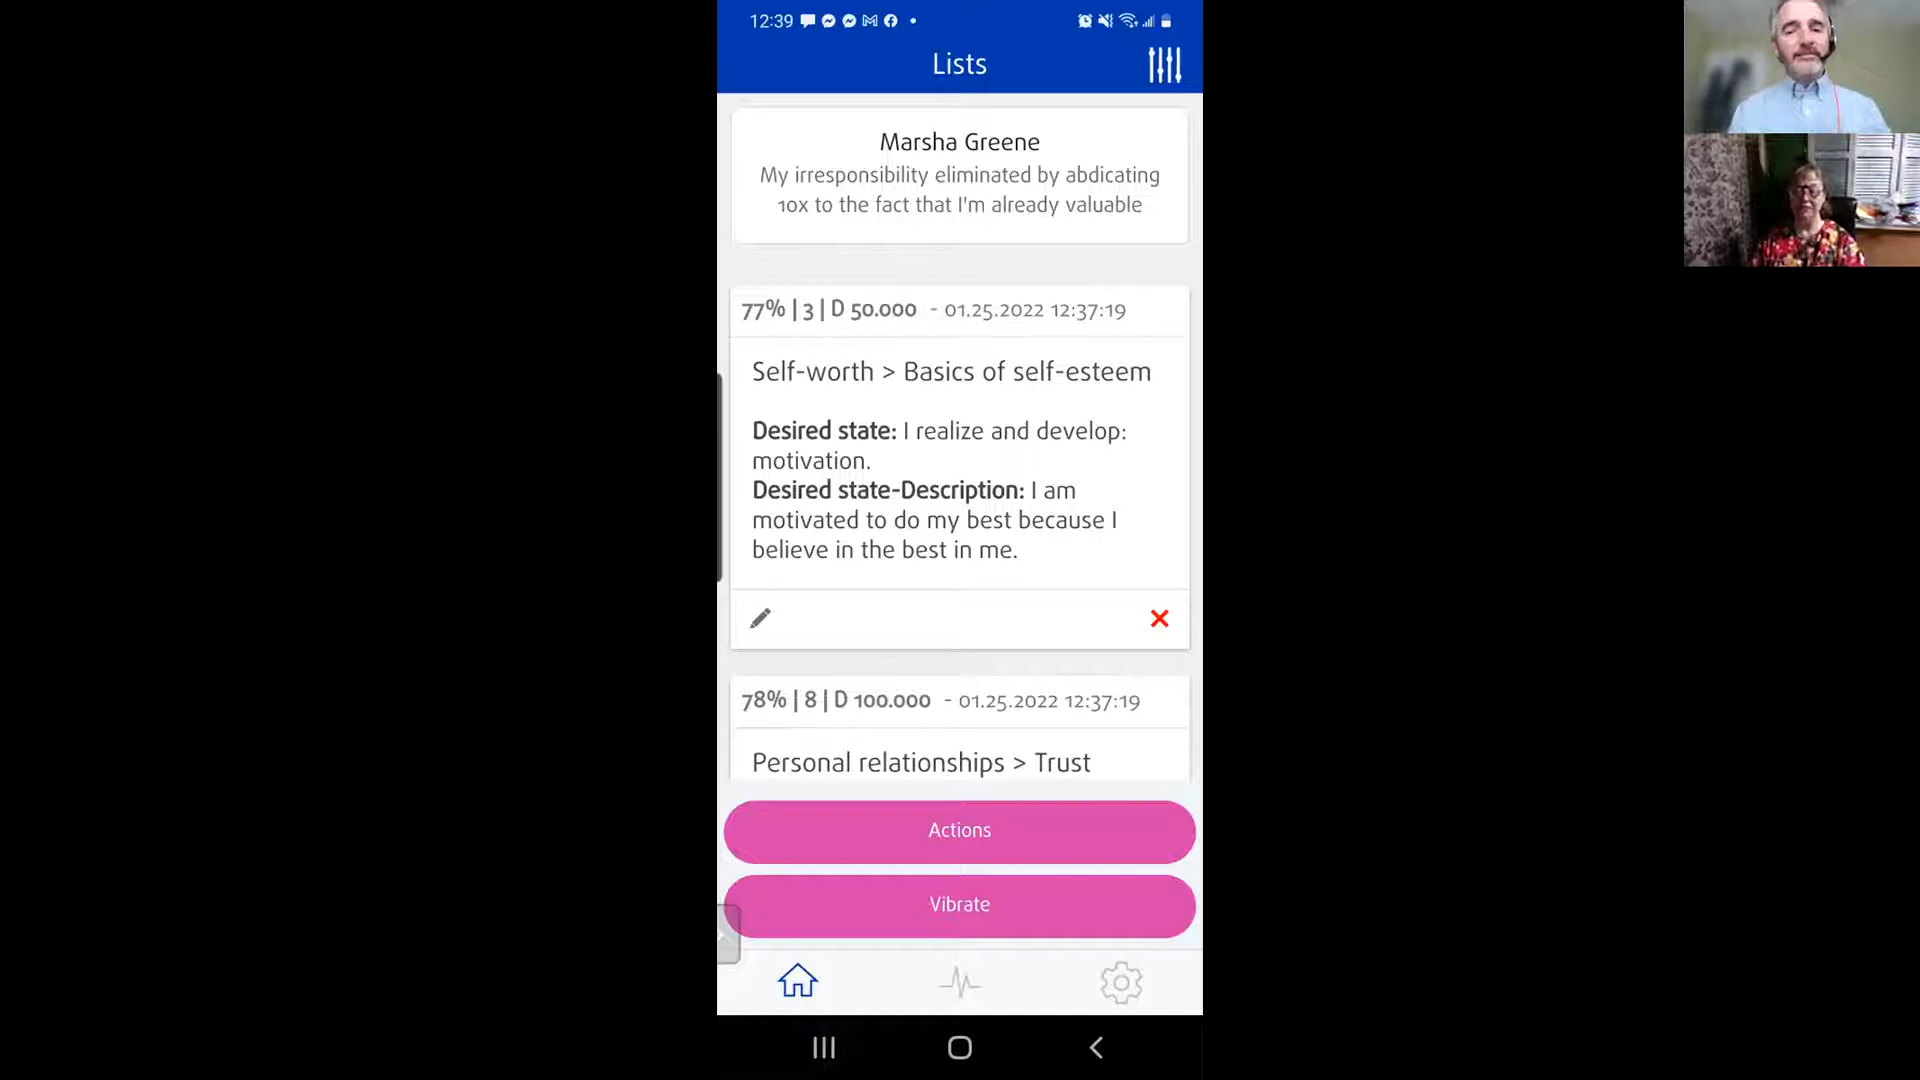 12:39
Lists
Marsha Greene
My irresponsibility eliminated by abdicating
10x to the fact that I'm already valuable
77% | 3 | D 50.000 - 01.25.2022 12:37:19
Self-worth > Basics of self-esteem
Desired state: I realize and develop:
motivation.
Desired state-Description: I am
motivated to do my best because I
believe in the best in me.
78% | 8 | D 100.000 - 01.25.2022 12:37:19
Personal relationships > Trust
Actions
Vibrate